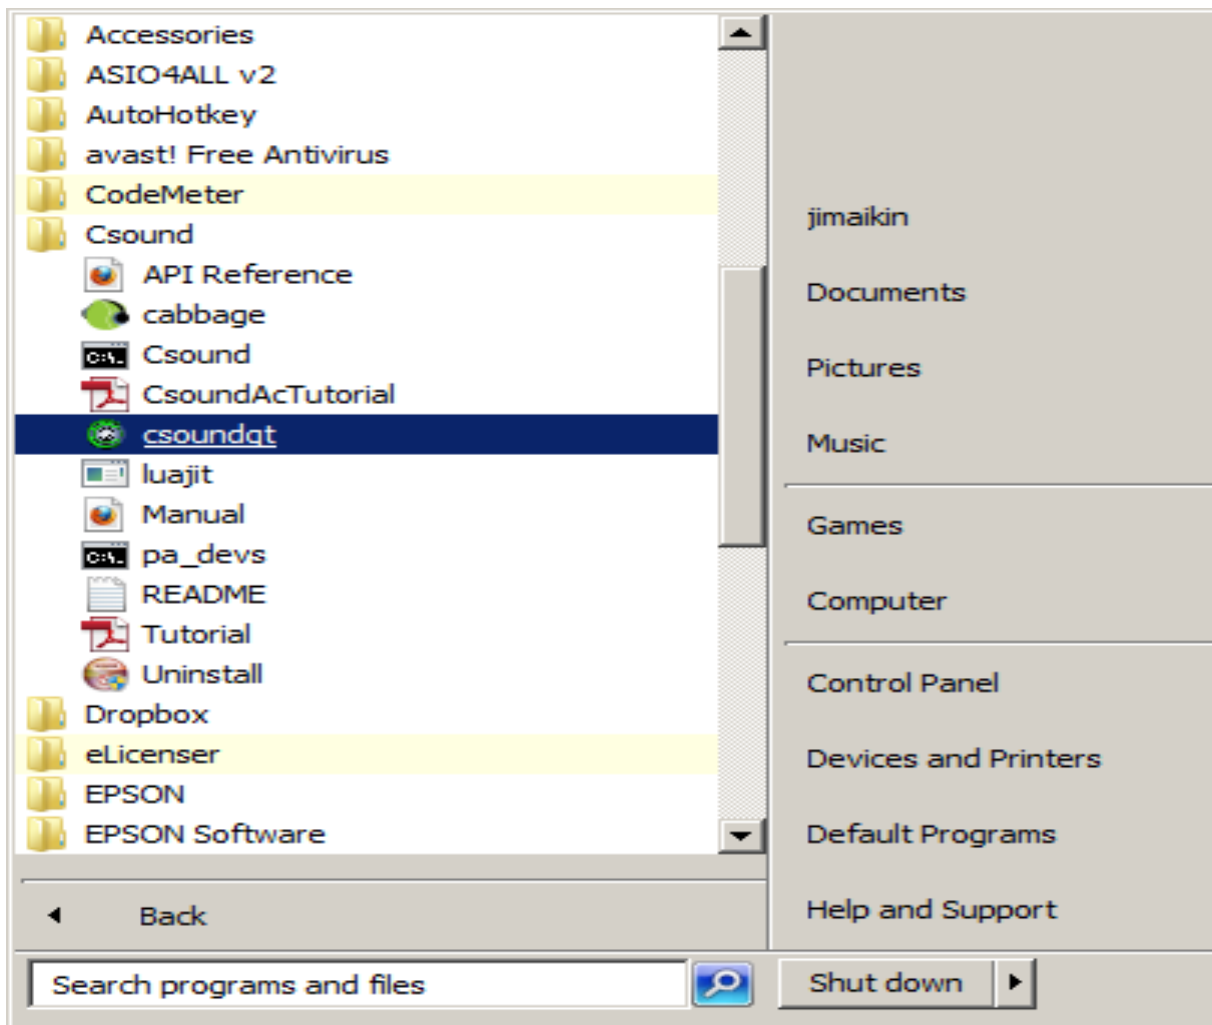 Accessories
ASIO4ALL v2
AutoHotkey
avast! Free Antivirus
CodeMeter
Csound
API Reference
cabbage
C:\_ Csound
CsoundAcTutorial
csoundqt
luajit
Manual
C:\_ pa_devs
README
Tutorial
Uninstall
Dropbox
eLicenser
EPSON
EPSON Software
Back
Search programs and files
jimaikin
Documents
Pictures
Music
Games
Computer
Control Panel
Devices and Printers
Default Programs
Help and Support
Shut down